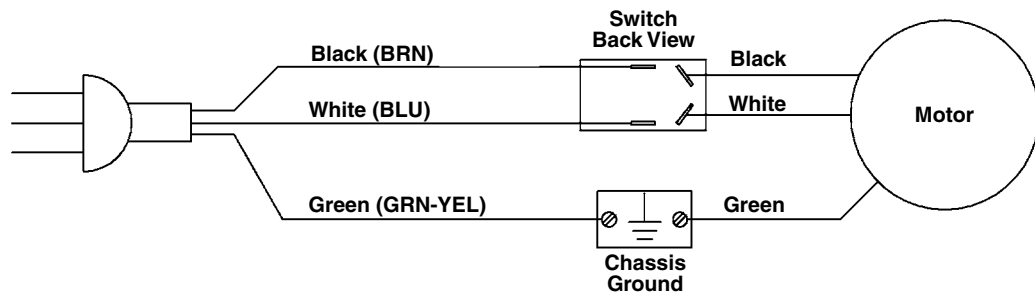 Switch
Back View
Black (BRN)
Black
White (BLU)
White
Motor
Green (GRN-YEL)
Green
Chassis
Ground